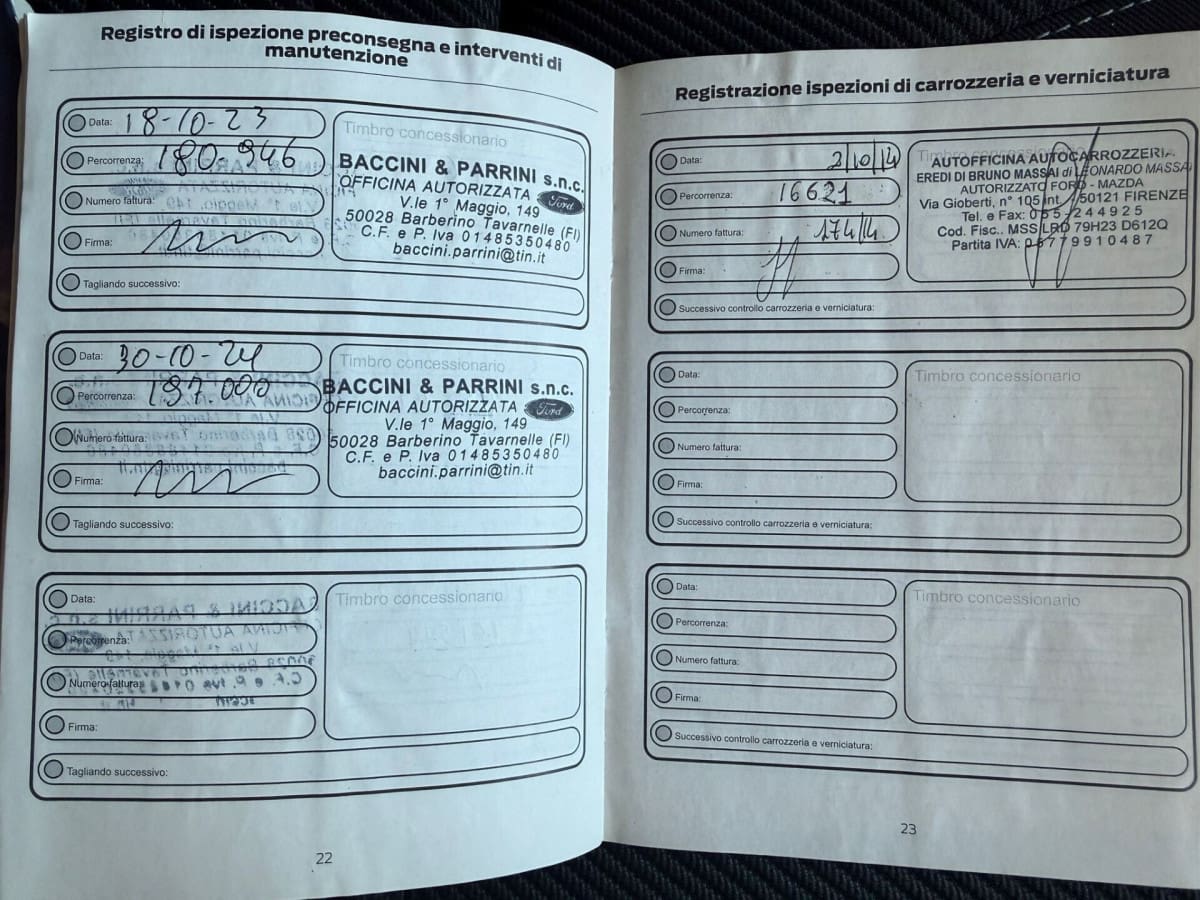 Registro di ispezione preconsegna e interventi di
manutenzione
Data: 18-10-23
Percorrenza: 180.946
Numero fattura:
Firma:
Tagliando successivo:
Timbro concessionario
BACCINI & PARRINI s.n.c.
OFFICINA AUTORIZZATA Ford
V.le 1° Maggio, 149
50028 Barberino Tavarnelle (FI)
C.F. e P. Iva 01485350480
baccini.parrini@tin.it
Data: 30-10-24
Percorrenza: 197.000
Numero fattura:
Firma:
Tagliando successivo:
Timbro concessionario
BACCINI & PARRINI s.n.c.
OFFICINA AUTORIZZATA Ford
V.le 1° Maggio, 149
50028 Barberino Tavarnelle (FI)
C.F. e P. Iva 01485350480
baccini.parrini@tin.it
Data:
Percorrenza:
Numero fattura:
Firma:
Tagliando successivo:
Timbro concessionario
22
Registrazione ispezioni di carrozzeria e verniciatura
Data: 2/10/14
Percorrenza: 16621
Numero fattura: 174/14
Firma:
Successivo controllo carrozzeria e verniciatura:
AUTOFFICINA AUTOCARROZZERIA
EREDI DI BRUNO MASSAI di LEONARDO MASSAI
AUTORIZZATO FORD - MAZDA
Via Gioberti, n° 105 int. / 50121 FIRENZE
Tel. e Fax: 055-244925
Cod. Fisc.. MSS LRD 79H23 D612Q
Partita IVA:
Data:
Percorrenza:
Numero fattura:
Firma:
Successivo controllo carrozzeria e verniciatura:
Timbro concessionario
Data:
Percorrenza:
Numero fattura:
Firma:
Successivo controllo carrozzeria e verniciatura:
Timbro concessionario
23